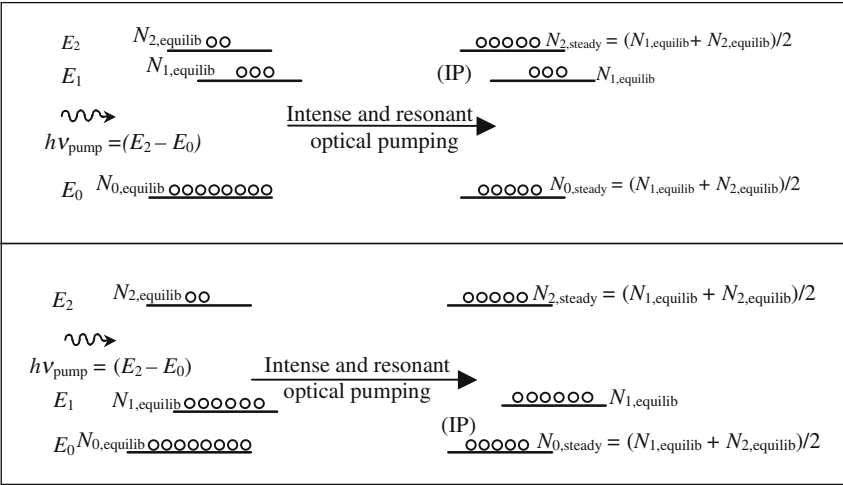 E₂ N₂,equilib N₂,steady = (N₁,equilib + N₂,equilib)/2
E₁ N₁,equilib (IP) N₁,equilib
Intense and resonant
hνpump = (E₂ – E₀) optical pumping
E₀ N₀,equilib N₀,steady = (N₁,equilib + N₂,equilib)/2
E₂ N₂,equilib N₂,steady = (N₁,equilib + N₂,equilib)/2
hνpump = (E₂ – E₀) Intense and resonant
optical pumping
E₁ N₁,equilib N₁,equilib
(IP)
E₀ N₀,equilib N₀,steady = (N₁,equilib + N₂,equilib)/2